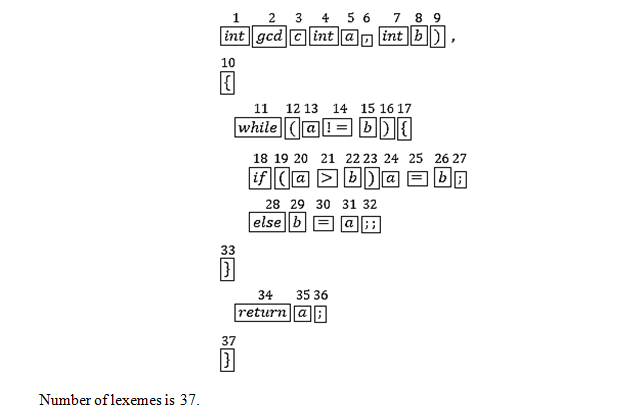 1 2 3 4 5 6 7 8 9
int gcd c int a , int b ) ,
10
{
11 12 13 14 15 16 17
while ( a != b ) {
18 19 20 21 22 23 24 25 26 27
if ( a > b ) a = b ;
28 29 30 31 32
else b = a ;;
33
}
34 35 36
return a ;
37
}
Number of lexemes is 37.